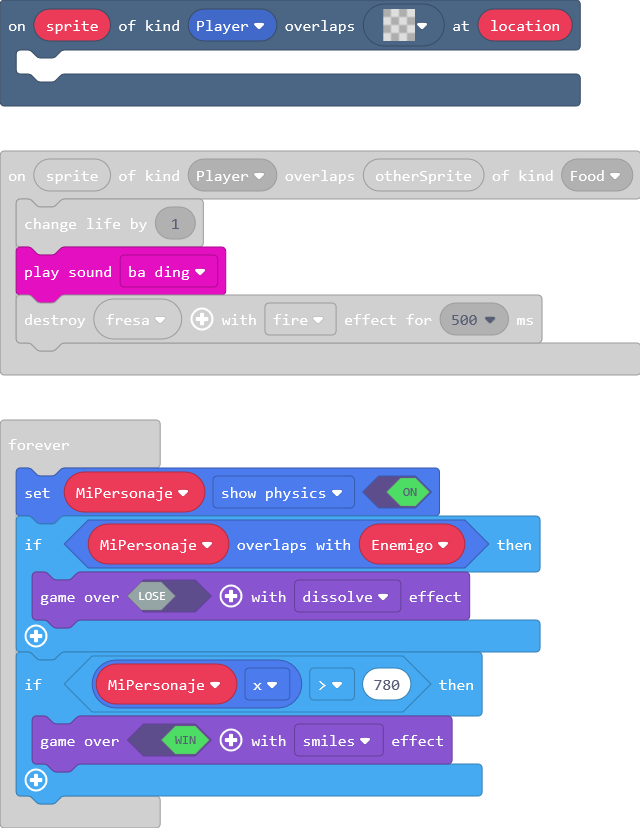 on sprite of kind Player overlaps at location
on sprite of kind Player overlaps otherSprite of kind Food
change life by 1
play sound ba ding
destroy fresa with fire effect for 500 ms
forever
set MiPersonaje show physics ON
if MiPersonaje overlaps with Enemigo then
game over LOSE with dissolve effect
if MiPersonaje x > 780 then
game over WIN with smiles effect